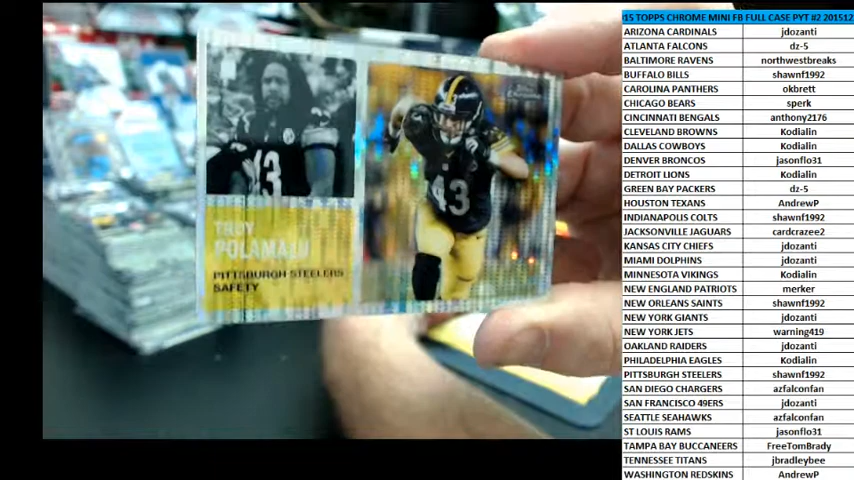 TROY
POLAMALU
PITTSBURGH STEELERS
SAFETY
43
43
15 TOPPS CHROME MINI FB FULL CASE PYT #2 201512
ARIZONA CARDINALS jdozanti
ATLANTA FALCONS dz-5
BALTIMORE RAVENS northwestbreaks
BUFFALO BILLS shawnf1992
CAROLINA PANTHERS okbrett
CHICAGO BEARS sperk
CINCINNATI BENGALS anthony2176
CLEVELAND BROWNS Kodialin
DALLAS COWBOYS Kodialin
DENVER BRONCOS jasonflo31
DETROIT LIONS Kodialin
GREEN BAY PACKERS dz-5
HOUSTON TEXANS AndrewP
INDIANAPOLIS COLTS shawnf1992
JACKSONVILLE JAGUARS cardcrazee2
KANSAS CITY CHIEFS jdozanti
MIAMI DOLPHINS jdozanti
MINNESOTA VIKINGS Kodialin
NEW ENGLAND PATRIOTS merker
NEW ORLEANS SAINTS shawnf1992
NEW YORK GIANTS jdozanti
NEW YORK JETS warning419
OAKLAND RAIDERS jdozanti
PHILADELPHIA EAGLES Kodialin
PITTSBURGH STEELERS shawnf1992
SAN DIEGO CHARGERS azfalconfan
SAN FRANCISCO 49ERS jdozanti
SEATTLE SEAHAWKS azfalconfan
ST LOUIS RAMS jasonflo31
TAMPA BAY BUCCANEERS FreeTomBrady
TENNESSEE TITANS jbradleybee
WASHINGTON REDSKINS AndrewP